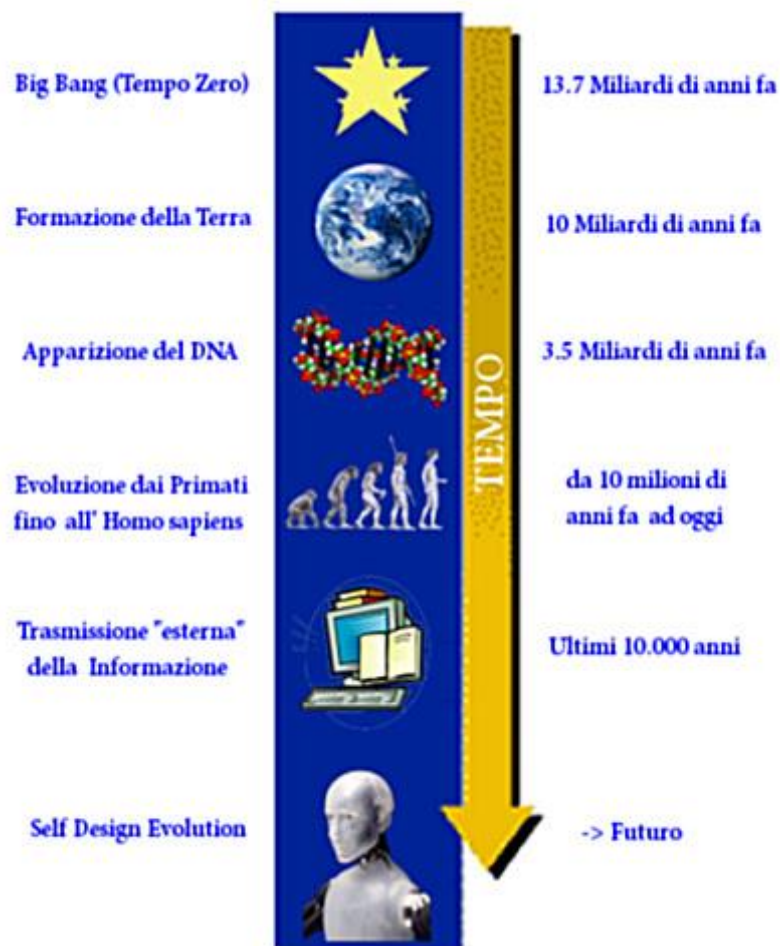 Big Bang (Tempo Zero)
13.7 Miliardi di anni fa
Formazione della Terra
10 Miliardi di anni fa
Apparizione del DNA
3.5 Miliardi di anni fa
TEMPO
Evoluzione dai Primati
fino all' Homo sapiens
da 10 milioni di
anni fa ad oggi
Trasmissione "esterna"
della Informazione
Ultimi 10.000 anni
Self Design Evolution
-> Futuro